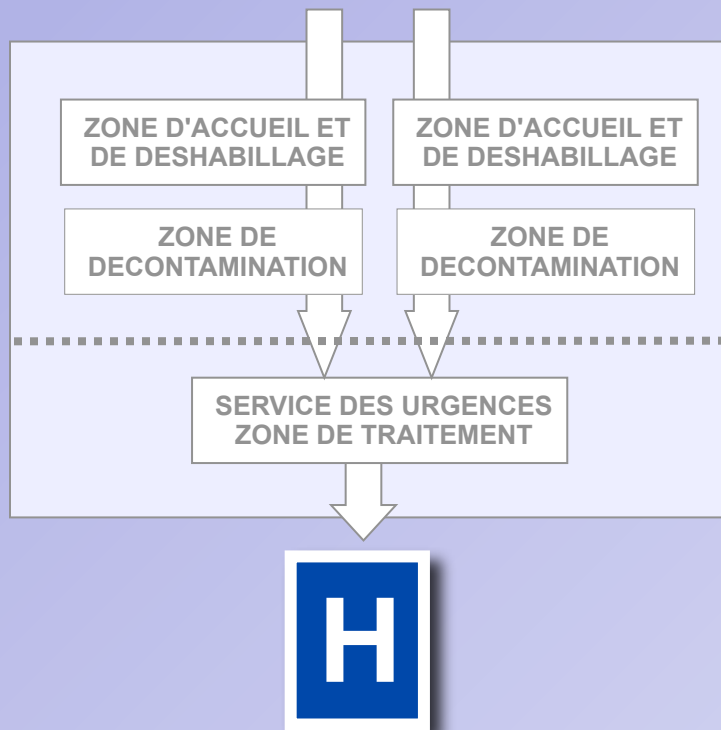 ZONE D'ACCUEIL ET
DE DESHABILLAGE
ZONE D'ACCUEIL ET
DE DESHABILLAGE
ZONE DE
DECONTAMINATION
ZONE DE
DECONTAMINATION
SERVICE DES URGENCES
ZONE DE TRAITEMENT
H